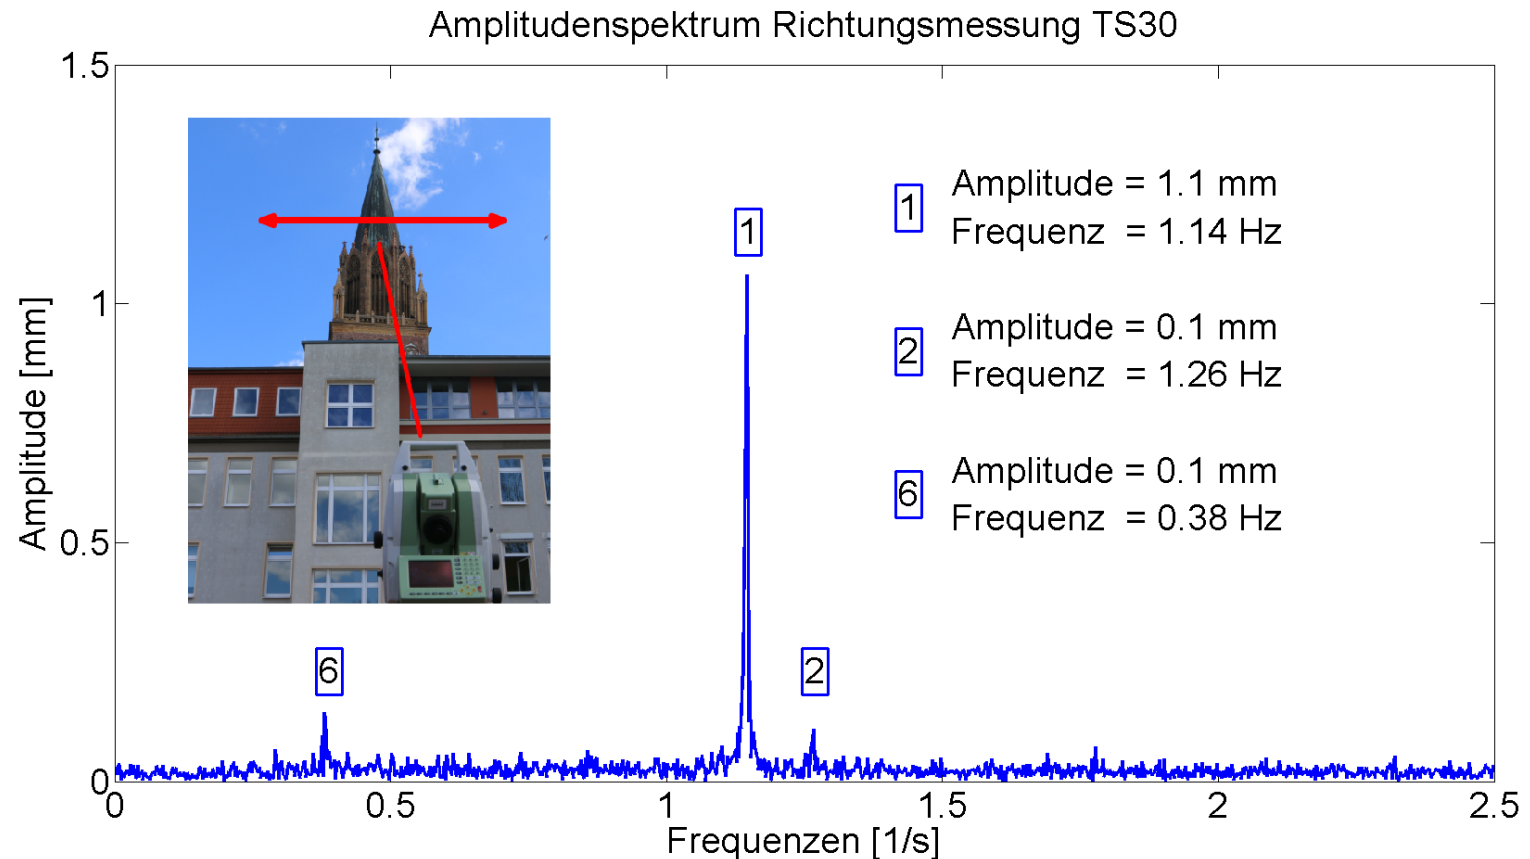 Amplitudenspektrum Richtungsmessung TS30
1.5
1
0.5
0
Amplitude [mm]
1
Amplitude = 1.1 mm
Frequenz = 1.14 Hz
2
Amplitude = 0.1 mm
Frequenz = 1.26 Hz
6
Amplitude = 0.1 mm
Frequenz = 0.38 Hz
1
6
2
0
0.5
1
1.5
2
2.5
Frequenzen [1/s]